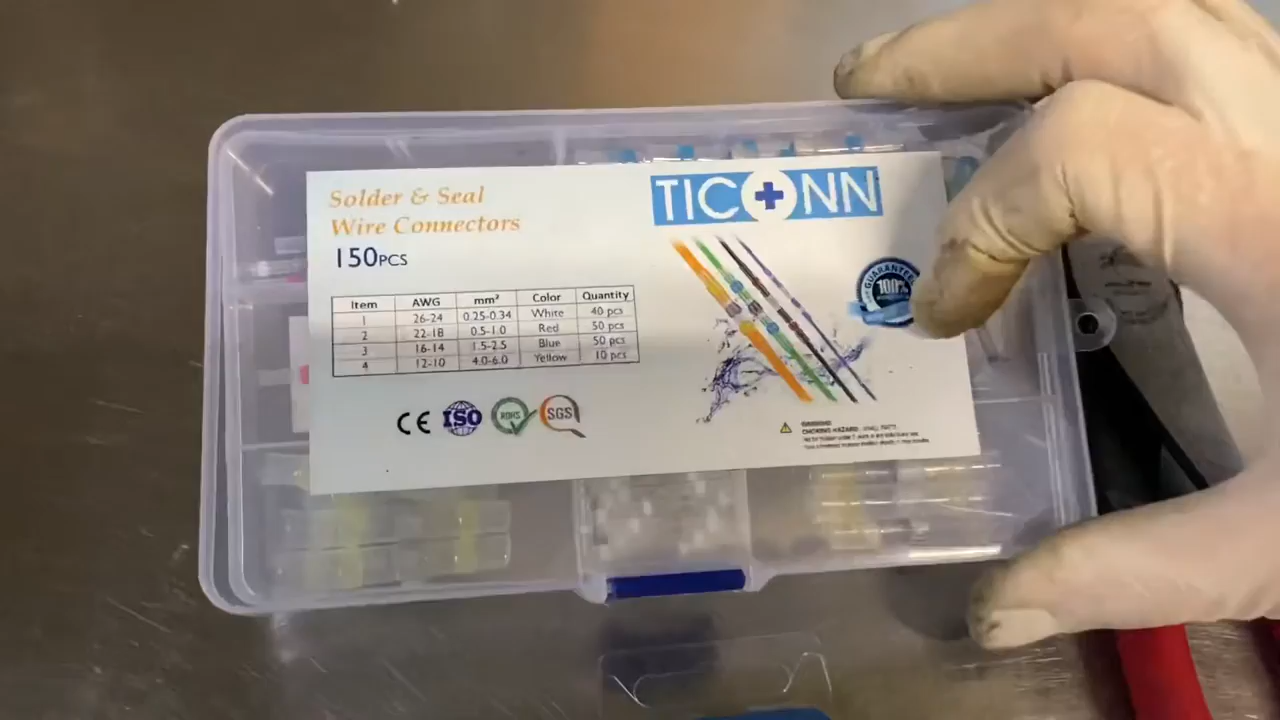 Solder & Seal
Wire Connectors
150PCS
TICONN
Item AWG mm² Color Quantity
1 26-24 0.25-0.34 White 40 pcs
2 22-18 0.5-1.0 Red 50 pcs
3 16-14 1.5-2.5 Blue 50 pcs
4 12-10 4.0-6.0 Yellow 10 pcs
GUARANTEE
100%
CE ISO ROHS SGS
WARNING
CHOKING HAZARD